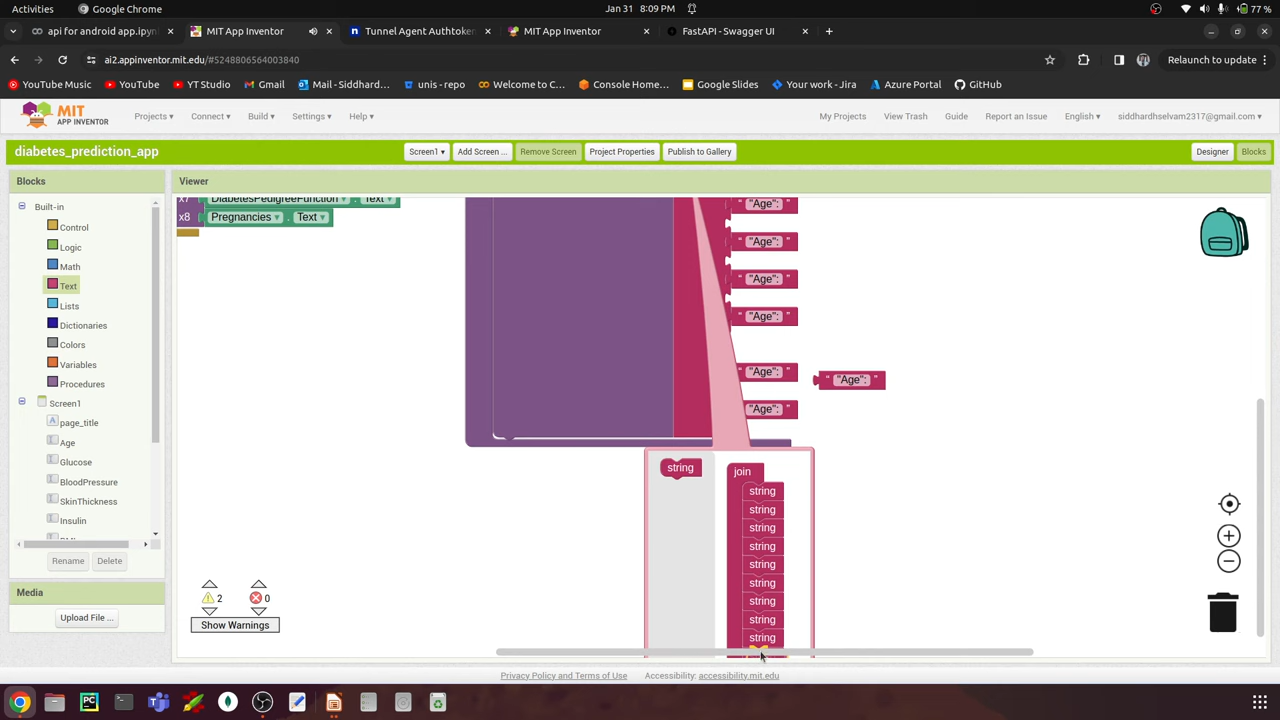 Activities
Google Chrome
Jan 31 8:09 PM
77 %
api for android app.ipyn
MIT App Inventor
Tunnel Agent Authtoke
MIT App Inventor
FastAPI - Swagger UI
ai2.appinventor.mit.edu/#5248806564003840
Relaunch to update
YouTube Music
YouTube
YT Studio
Gmail
Mail - Siddhard...
unis - repo
Welcome to C...
Console Home...
Google Slides
Your work - Jira
Azure Portal
GitHub
MIT
APP INVENTOR
Projects
Connect
Build
Settings
Help
My Projects
View Trash
Guide
Report an Issue
English
siddhardhselvam2317@gmail.com
diabetes_prediction_app
Screen1
Add Screen ...
Remove Screen
Project Properties
Publish to Gallery
Designer
Blocks
Blocks
Viewer
Built-in
Control
Logic
Math
Text
Lists
Dictionaries
Colors
Variables
Procedures
Screen1
page_title
Age
Glucose
BloodPressure
SkinThickness
Insulin
Rename
Delete
Media
Upload File ...
x7 DiabetesPedigreeFunction . Text
x8 Pregnancies . Text
" "Age": "
" "Age": "
" "Age": "
" "Age": "
" "Age": "
" "Age": "
" "Age": "
string
join
string
string
string
string
string
string
string
string
string
2
0
Show Warnings
Privacy Policy and Terms of Use
Accessibility: accessibility.mit.edu